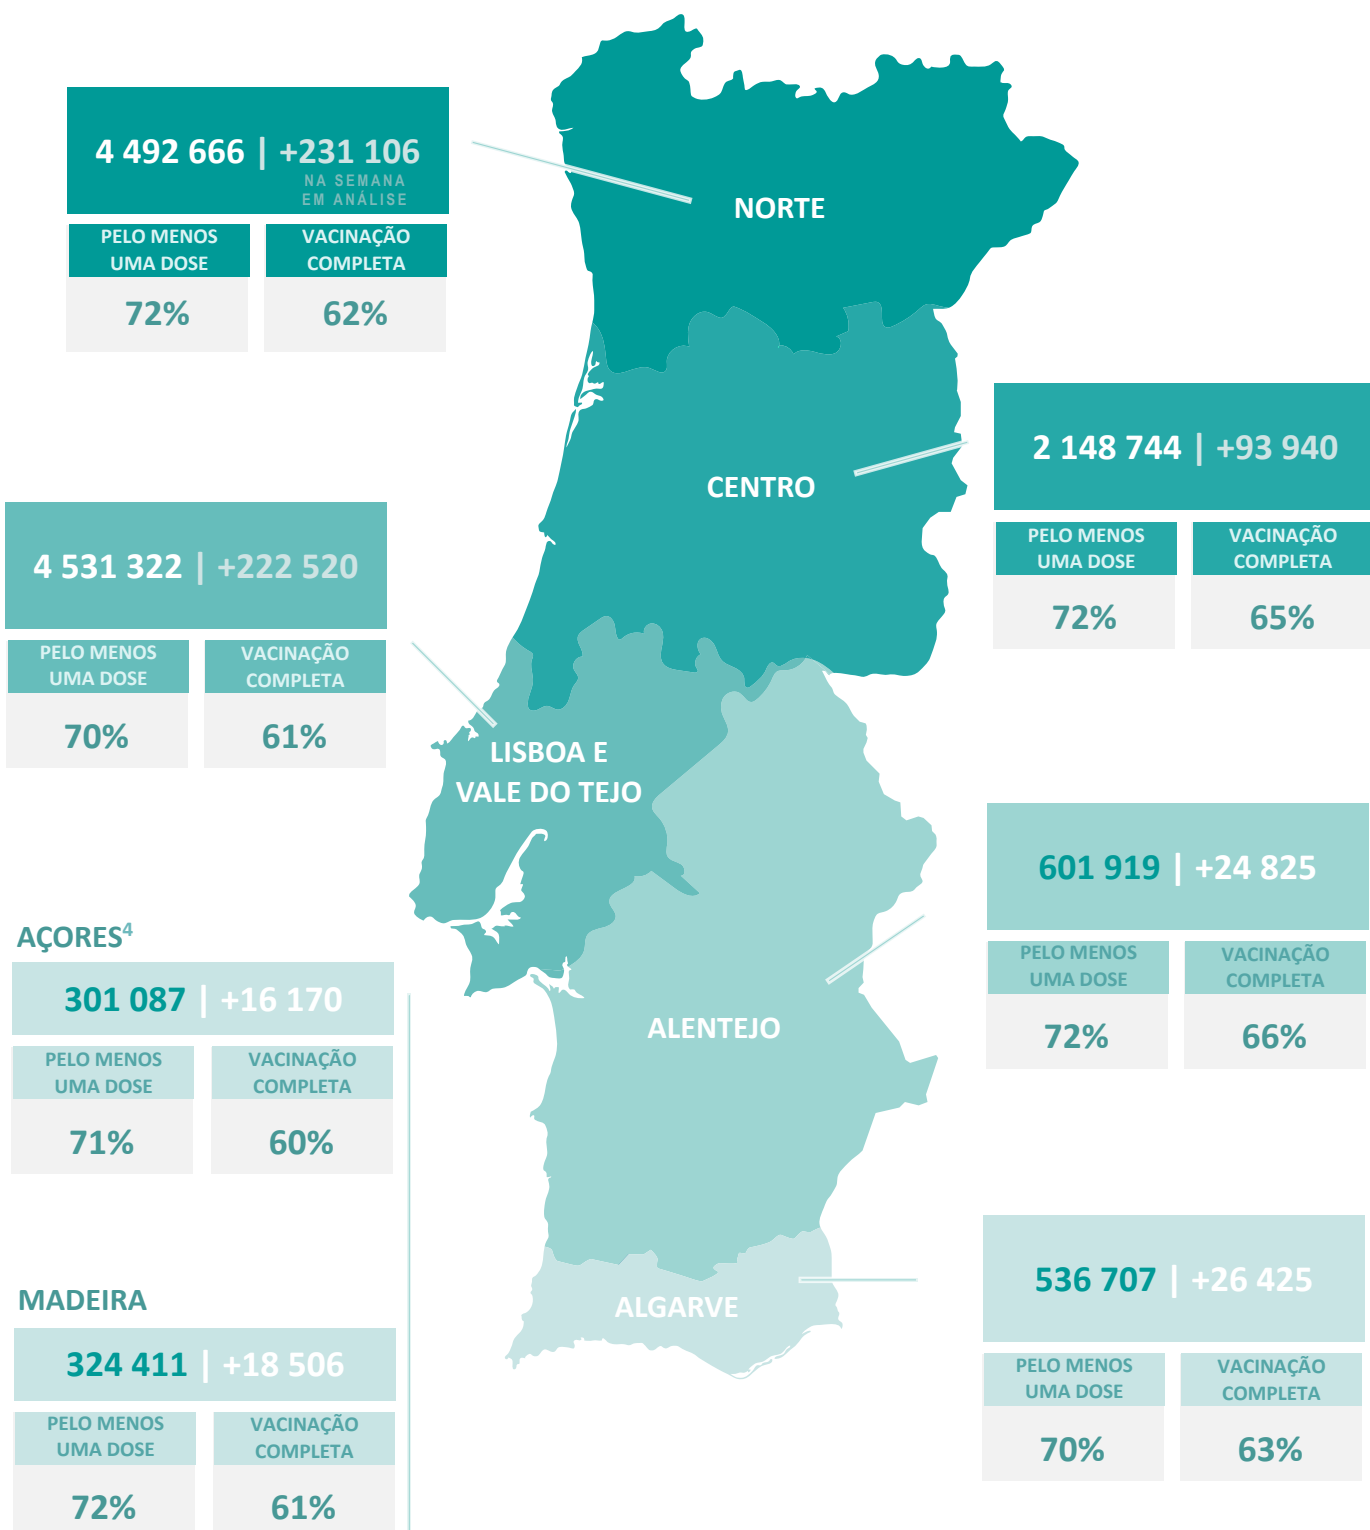 4 492 666 | +231 106
NA SEMANA
EM ANÁLISE
PELO MENOS
UMA DOSE
VACINAÇÃO
COMPLETA
72%
62%
NORTE
2 148 744 | +93 940
PELO MENOS
UMA DOSE
VACINAÇÃO
COMPLETA
72%
65%
CENTRO
4 531 322 | +222 520
PELO MENOS
UMA DOSE
VACINAÇÃO
COMPLETA
70%
61%
LISBOA E
VALE DO TEJO
601 919 | +24 825
PELO MENOS
UMA DOSE
VACINAÇÃO
COMPLETA
72%
66%
ALENTEJO
AÇORES⁴
301 087 | +16 170
PELO MENOS
UMA DOSE
VACINAÇÃO
COMPLETA
71%
60%
536 707 | +26 425
PELO MENOS
UMA DOSE
VACINAÇÃO
COMPLETA
70%
63%
ALGARVE
MADEIRA
324 411 | +18 506
PELO MENOS
UMA DOSE
VACINAÇÃO
COMPLETA
72%
61%